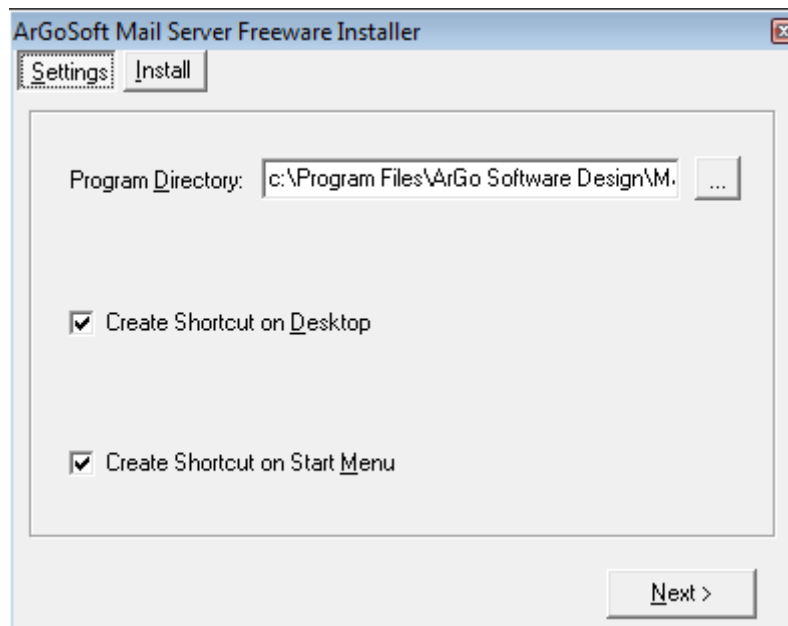 ArGoSoft Mail Server Freeware Installer
Settings Install
Program Directory: c:\Program Files\ArGo Software Design\M ...
Create Shortcut on Desktop
Create Shortcut on Start Menu
Next >